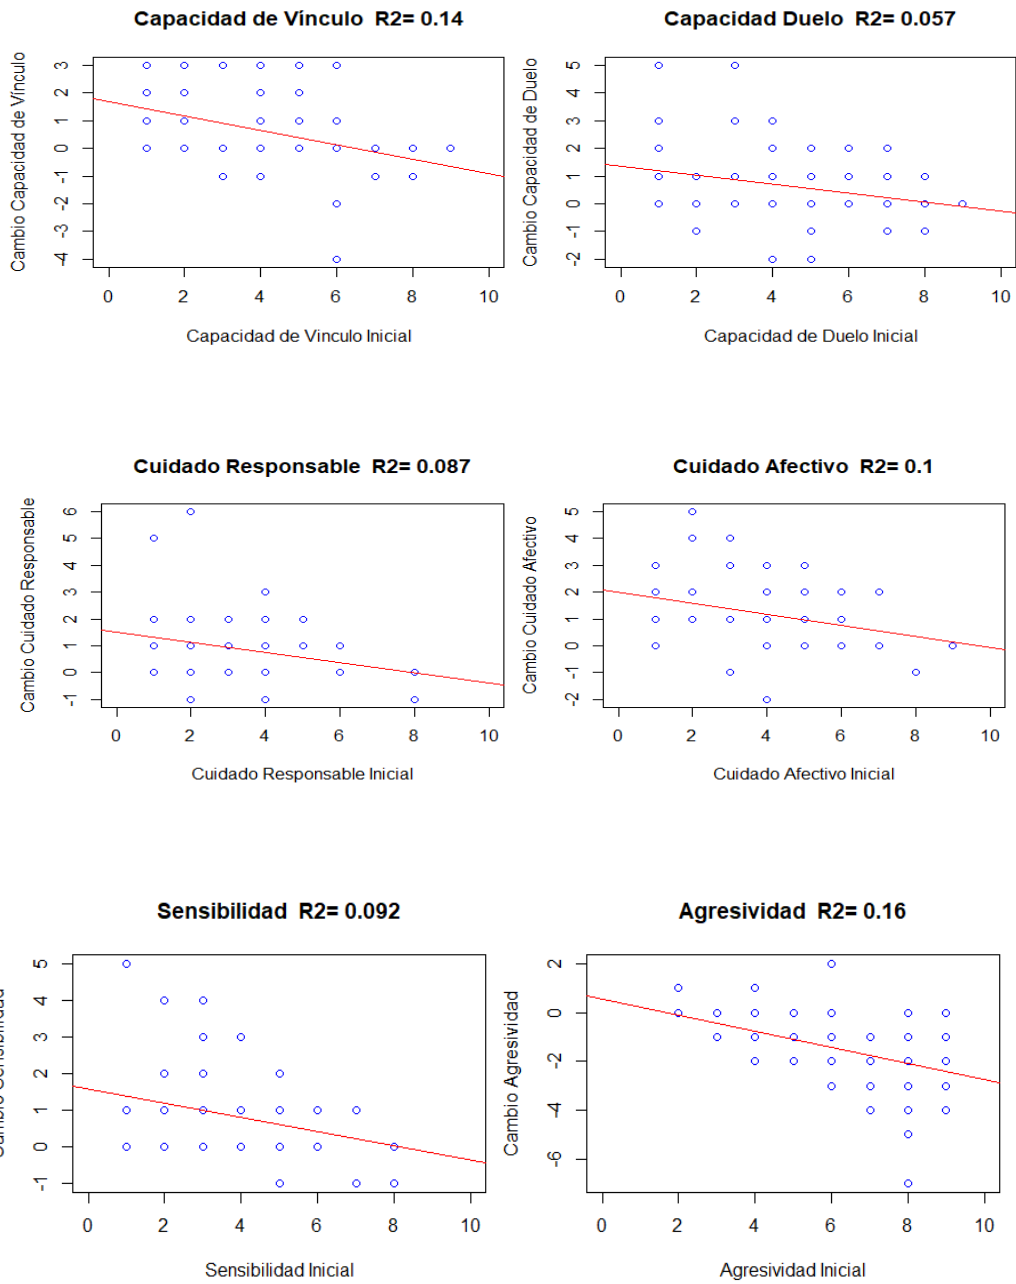 Capacidad de Vínculo R2= 0.14
Cambio Capacidad de Vínculo
3
2
1
0
-1
-2
-3
-4
0 2 4 6 8 10
Capacidad de Vinculo Inicial
Capacidad Duelo R2= 0.057
Cambio Capacidad de Duelo
5
4
3
2
1
0
-1
-2
0 2 4 6 8 10
Capacidad de Duelo Inicial
Cuidado Responsable R2= 0.087
Cambio Cuidado Responsable
6
5
4
3
2
1
0
-1
0 2 4 6 8 10
Cuidado Responsable Inicial
Cuidado Afectivo R2= 0.1
Cambio Cuidado Afectivo
5
4
3
2
1
0
-1
-2
0 2 4 6 8 10
Cuidado Afectivo Inicial
Sensibilidad R2= 0.092
Cambio Sensibilidad
5
4
3
2
1
0
-1
0 2 4 6 8 10
Sensibilidad Inicial
Agresividad R2= 0.16
Cambio Agresividad
2
0
-2
-4
-6
0 2 4 6 8 10
Agresividad Inicial